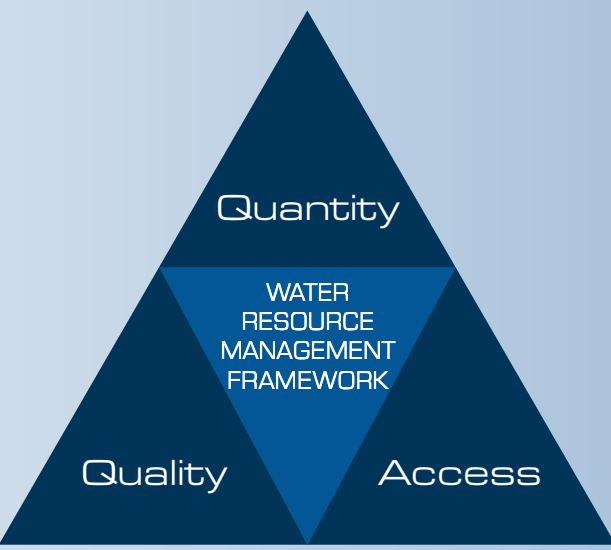 Quantity
WATER
RESOURCE
MANAGEMENT
FRAMEWORK
Quality
Access